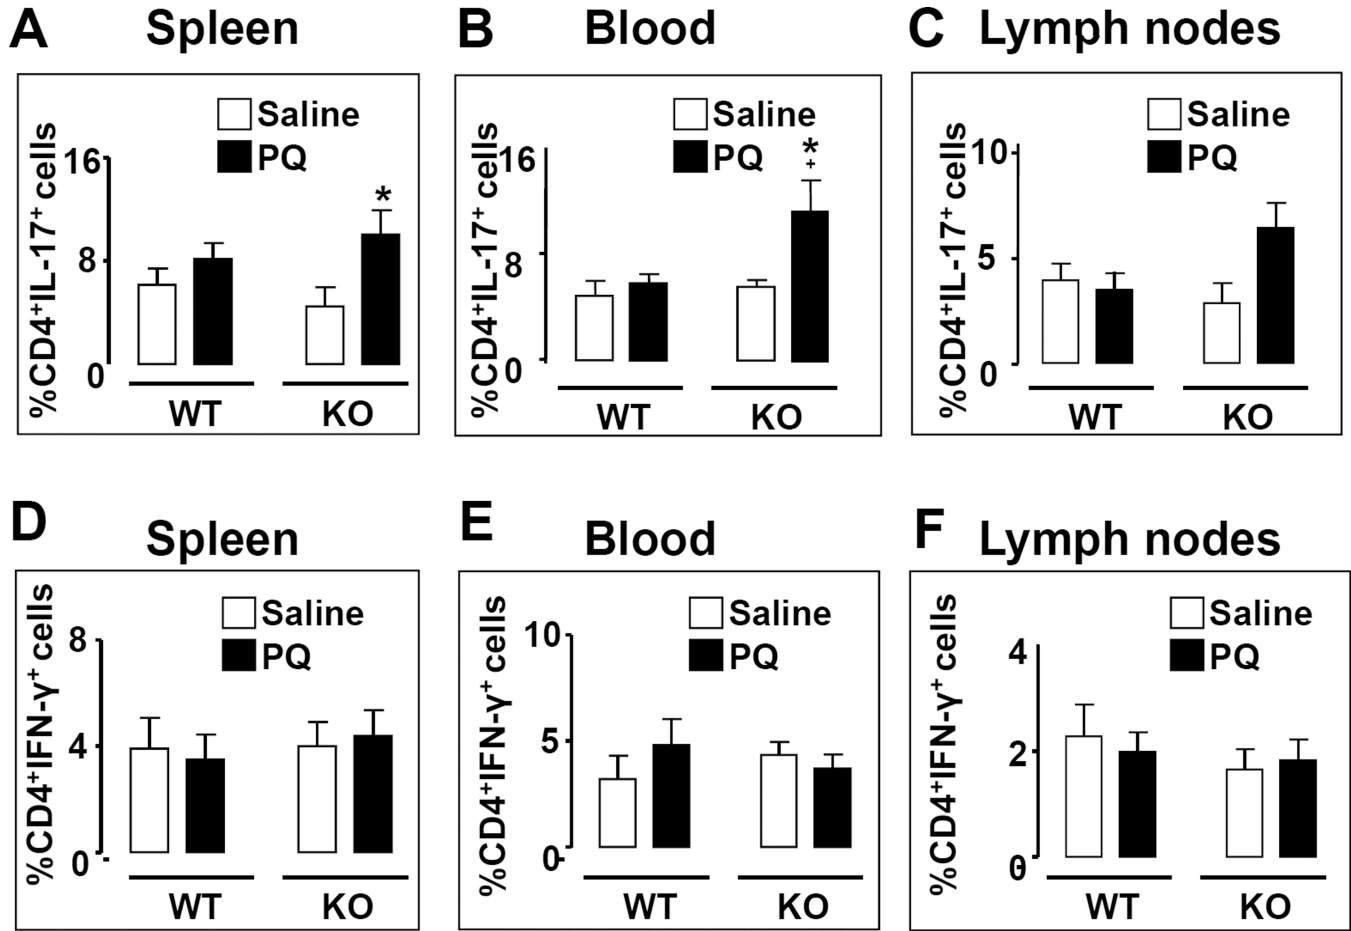 A Spleen
%CD4⁺IL-17⁺ cells
Saline
PQ
16
8
0
*
WT KO
B Blood
%CD4⁺IL-17⁺ cells
Saline
PQ
16
8
0
*
+
WT KO
C Lymph nodes
%CD4⁺IL-17⁺ cells
Saline
PQ
10
5
0
WT KO
D Spleen
%CD4⁺IFN-γ⁺ cells
Saline
PQ
8
4
0
WT KO
E Blood
%CD4⁺IFN-γ⁺ cells
Saline
PQ
10
5
0
WT KO
F Lymph nodes
%CD4⁺IFN-γ⁺ cells
Saline
PQ
4
2
0
WT KO